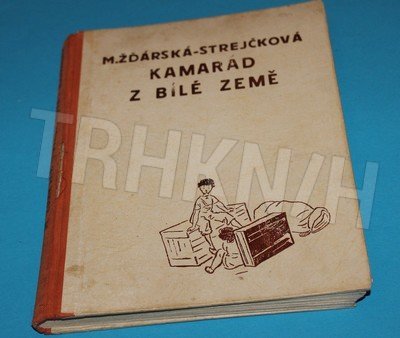 M. ŽĎÁRSKÁ-STREJČKOVÁ
KAMARÁD
Z BÍLÉ ZEMĚ
TRHKNIH